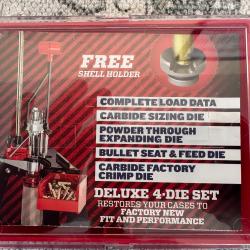 FREE
SHELL HOLDER
COMPLETE LOAD DATA
CARBIDE SIZING DIE
POWDER THROUGH
EXPANDING DIE
BULLET SEAT & FEED DIE
CARBIDE FACTORY
CRIMP DIE
DELUXE 4-DIE SET
RESTORES YOUR CASES TO
FACTORY NEW
FIT AND PERFORMANCE